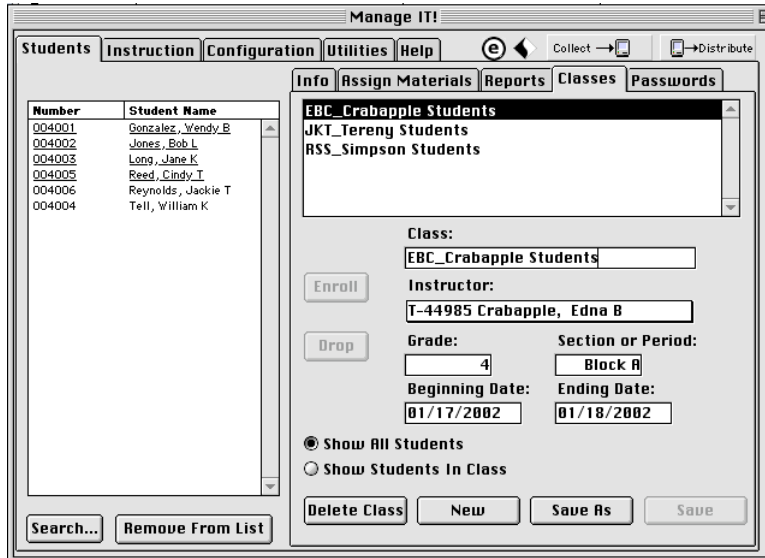 Manage IT!
Students Instruction Configuration Utilities Help e Collect → →Distribute
Info Assign Materials Reports Classes Passwords
Number Student Name
004001 Gonzalez, Wendy B
004002 Jones, Bob L
004003 Long, Jane K
004005 Reed, Cindy T
004006 Reynolds, Jackie T
004004 Tell, William K
EBC_Crabapple Students
JKT_Tereny Students
RSS_Simpson Students
Class:
EBC_Crabapple Students
Enroll
Instructor:
T-44985 Crabapple, Edna B
Drop
Grade: Section or Period:
4 Block A
Beginning Date: Ending Date:
01/17/2002 01/18/2002
Show All Students
Show Students In Class
Delete Class New Save As Save
Search... Remove From List